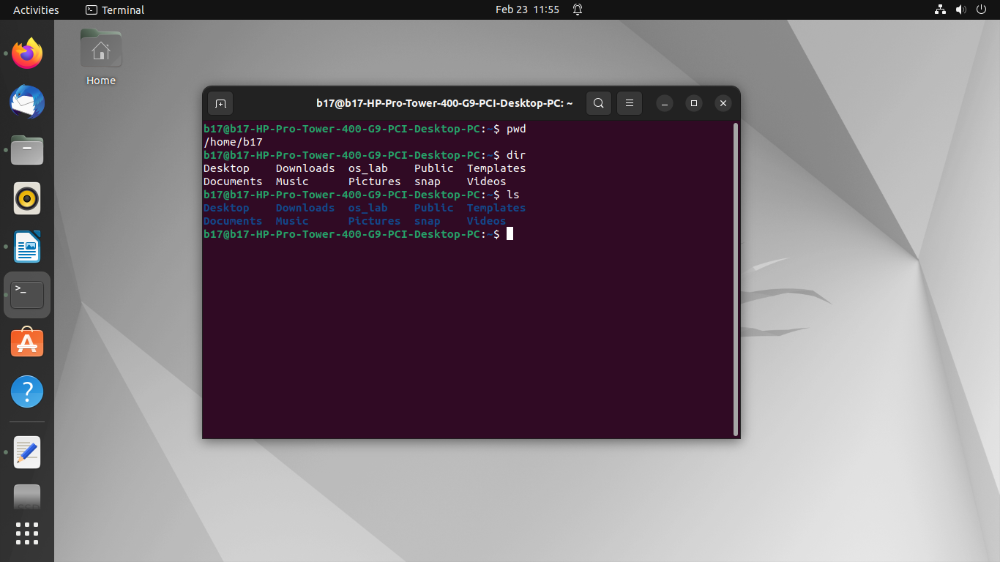 Activities Terminal Feb 23 11:55
Home
b17@b17-HP-Pro-Tower-400-G9-PCI-Desktop-PC: ~
b17@b17-HP-Pro-Tower-400-G9-PCI-Desktop-PC:~$ pwd
/home/b17
b17@b17-HP-Pro-Tower-400-G9-PCI-Desktop-PC:~$ dir
Desktop Downloads os_lab Public Templates
Documents Music Pictures snap Videos
b17@b17-HP-Pro-Tower-400-G9-PCI-Desktop-PC:~$ ls
Desktop Downloads os_lab Public Templates
Documents Music Pictures snap Videos
b17@b17-HP-Pro-Tower-400-G9-PCI-Desktop-PC:~$
>_
?